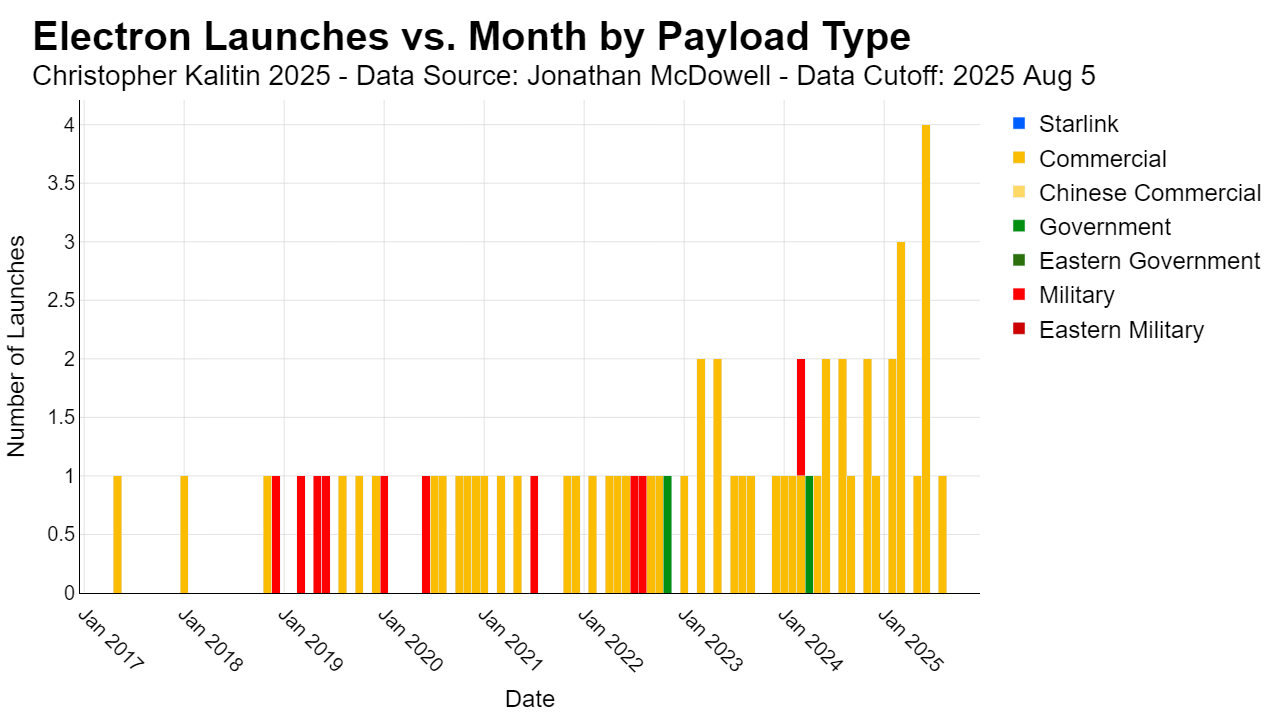 Electron Launches vs. Month by Payload Type
Christopher Kalitin 2025 - Data Source: Jonathan McDowell - Data Cutoff: 2025 Aug 5
Starlink
Commercial
Chinese Commercial
Government
Eastern Government
Military
Eastern Military
Number of Launches
4
3.5
3
2.5
2
1.5
1
0.5
0
Jan 2017
Jan 2018
Jan 2019
Jan 2020
Jan 2021
Jan 2022
Jan 2023
Jan 2024
Jan 2025
Date